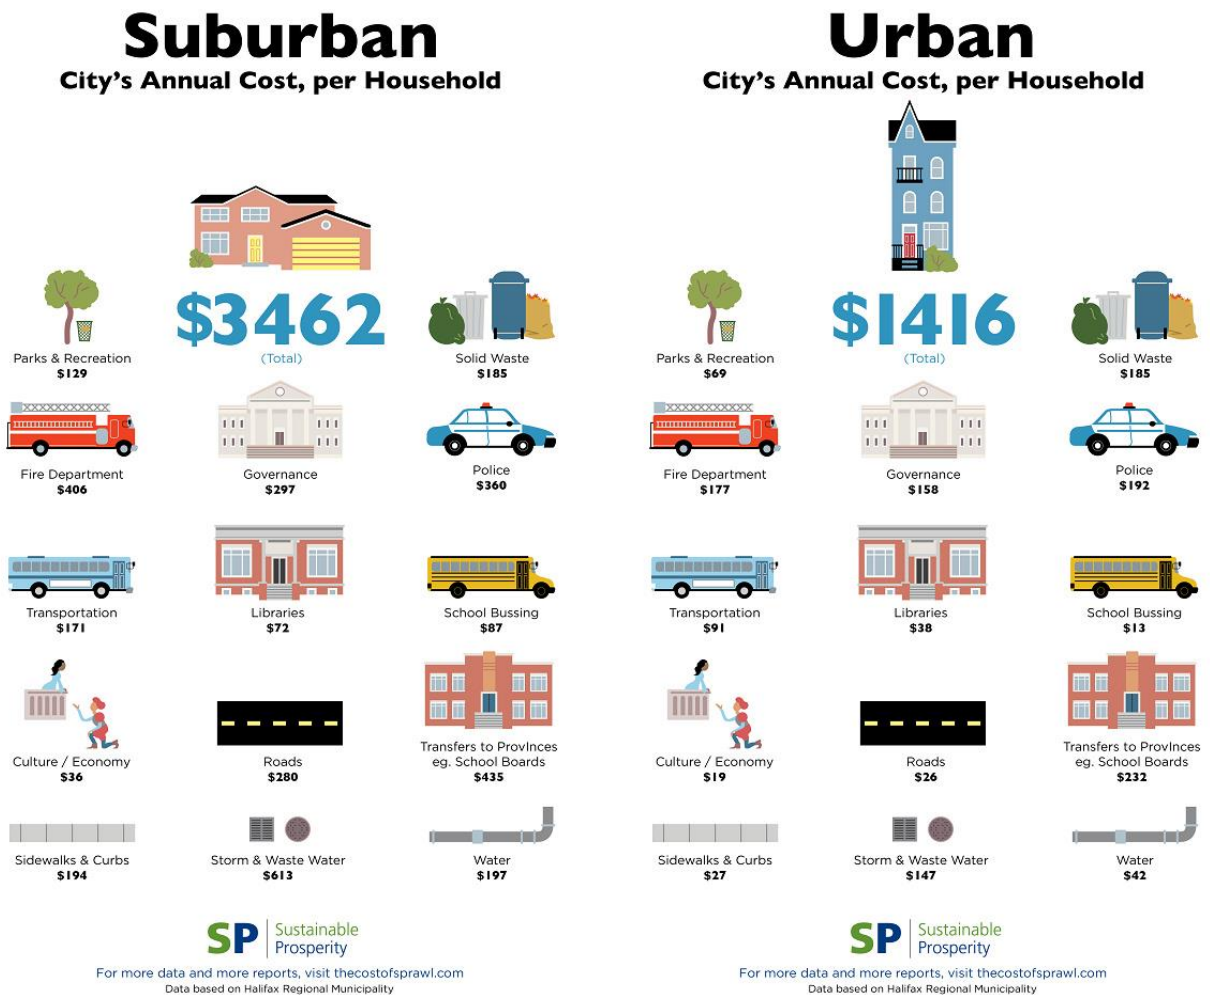 Suburban
City's Annual Cost, per Household
$3462
(Total)
Parks & Recreation
$129
Solid Waste
$185
Fire Department
$406
Governance
$297
Police
$360
Transportation
$171
Libraries
$72
School Bussing
$87
Culture / Economy
$36
Roads
$280
Transfers to ProvInces
eg. School Boards
$435
Sidewalks & Curbs
$194
Storm & Waste Water
$613
Water
$197
SP Sustainable
Prosperity
For more data and more reports, visit thecostofsprawl.com
Data based on Halifax Regional Municipality
Urban
City's Annual Cost, per Household
$1416
(Total)
Parks & Recreation
$69
Solid Waste
$185
Fire Department
$177
Governance
$158
Police
$192
Transportation
$91
Libraries
$38
School Bussing
$13
Culture / Economy
$19
Roads
$26
Transfers to ProvInces
eg. School Boards
$232
Sidewalks & Curbs
$27
Storm & Waste Water
$147
Water
$42
SP Sustainable
Prosperity
For more data and more reports, visit thecostofsprawl.com
Data based on Halifax Regional Municipality